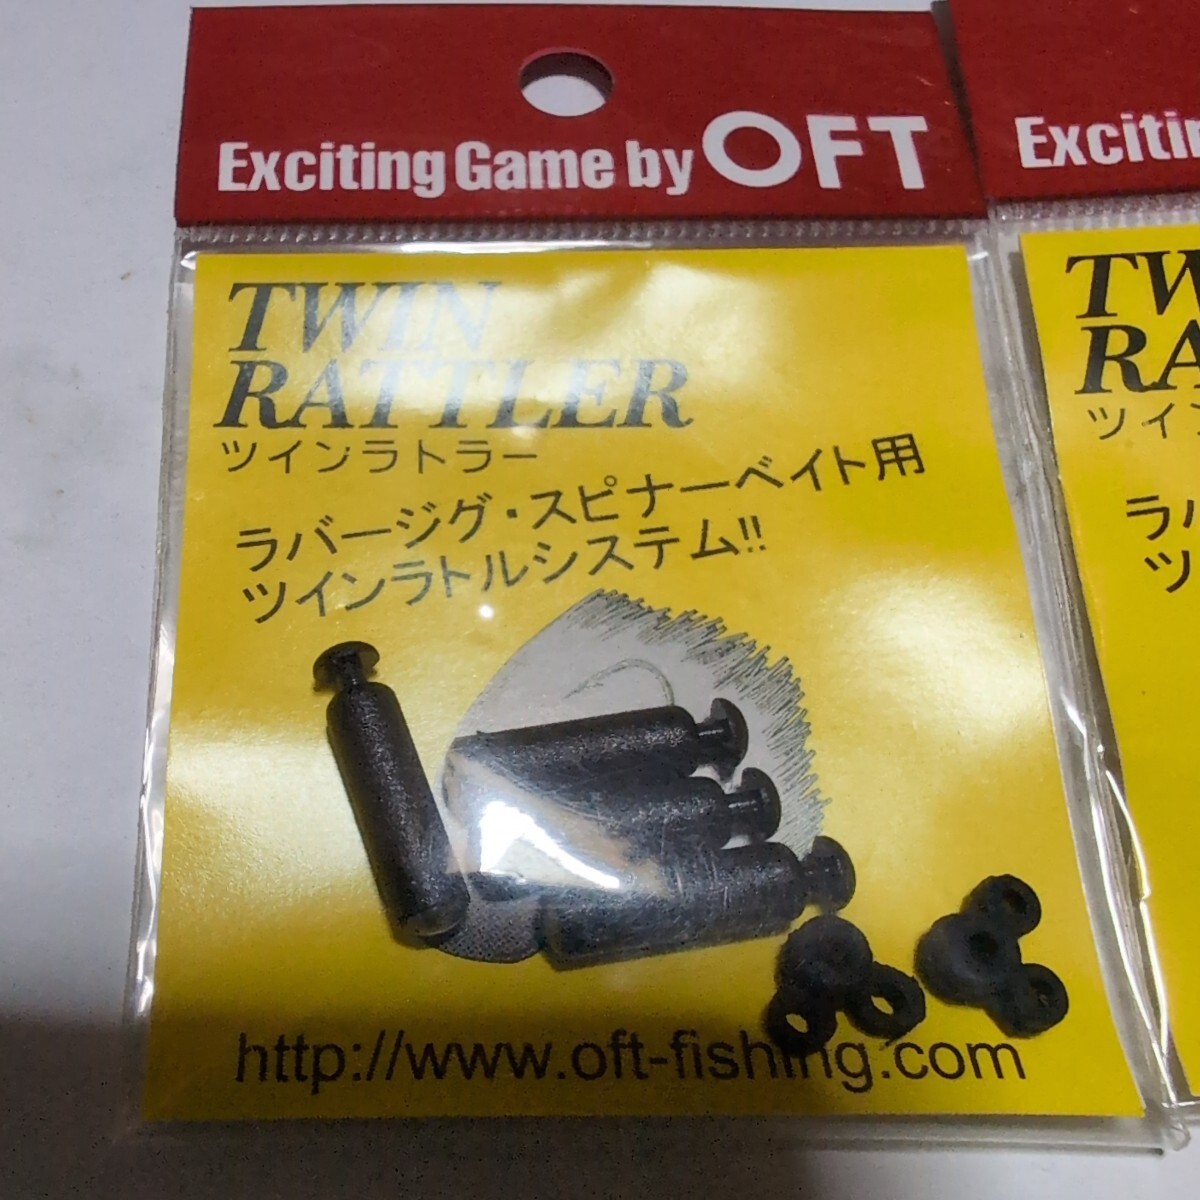 Exciting Game by OFT
TWIN
RATTLER
ツインラトラー
ラバージグ・スピナーベイト用
ツインラトルシステム!!
http://www.oft-fishing.com
Exciti
TW
RA
ツイン
ラバ
ツ